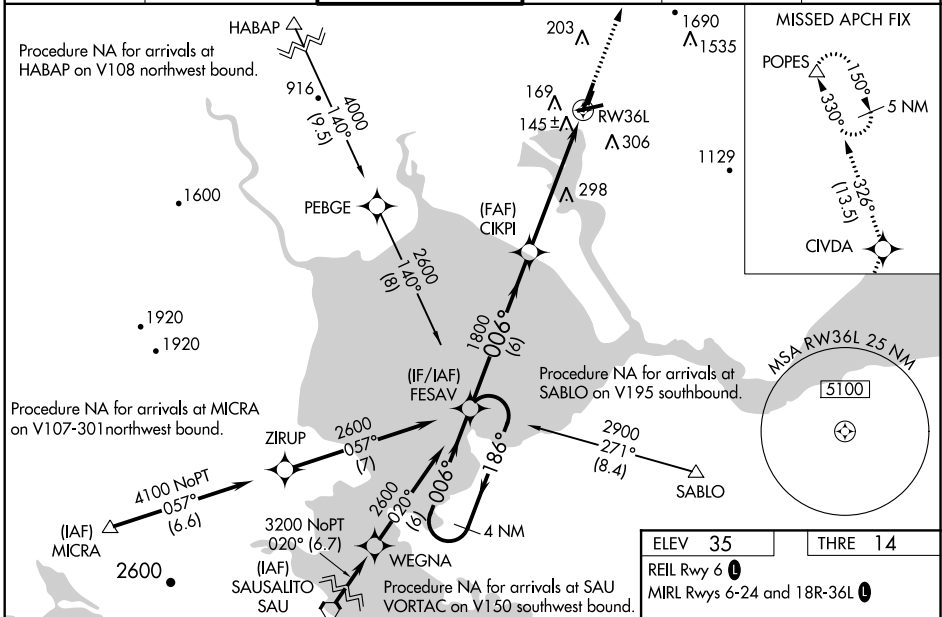 HABAP
Procedure NA for arrivals at
HABAP on V108 northwest bound.
916
4000
140°
(9.5)
203
1690
1535
169
145±
RW36L
306
1129
298
MISSED APCH FIX
POPES
150°
330°
5 NM
326°
(13.5)
CIVDA
1600
PEBGE
(FAF)
CIKPI
2600
140°
(8)
1920
1920
1800
006°
(6)
(IF/IAF)
FESAV
Procedure NA for arrivals at
SABLO on V195 southbound.
MSA RW36L 25 NM
5100
Procedure NA for arrivals at MICRA
on V107-301northwest bound.
ZIRUP
2600
057°
(7)
2900
271°
(8.4)
SABLO
4100 NoPT
057°
(6.6)
(IAF)
MICRA
2600
020°
(6)
006°
186°
4 NM
3200 NoPT
020° (6.7)
WEGNA
2600
(IAF)
SAUSALITO
SAU
Procedure NA for arrivals at SAU
VORTAC on V150 southwest bound.
ELEV 35
THRE 14
REIL Rwy 6 L
MIRL Rwys 6-24 and 18R-36L L